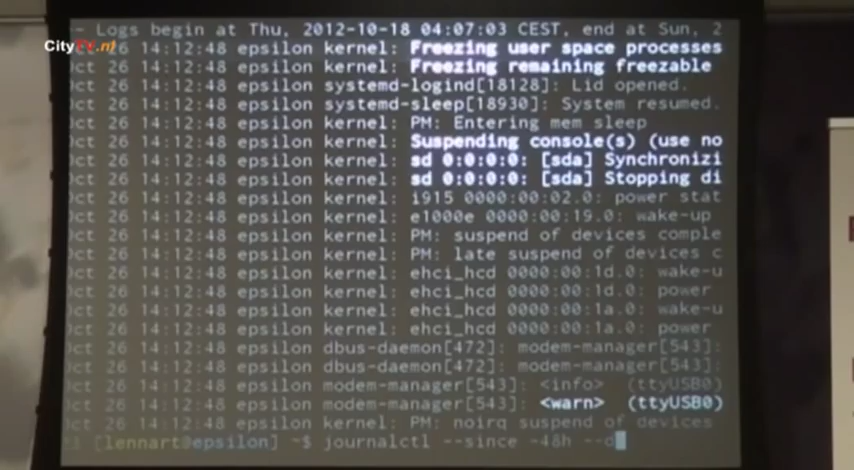 - Logs begin at Thu, 2012-10-18 04:07:03 CEST, end at Sun, 2
CityTV.nl
26 14:12:48 epsilon kernel: Freezing user space processes
Oct 26 14:12:48 epsilon kernel: Freezing remaining freezable
Oct 26 14:12:48 epsilon systemd-logind[18128]: Lid opened.
Oct 26 14:12:48 epsilon systemd-sleep[18930]: System resumed.
Oct 26 14:12:48 epsilon kernel: PM: Entering mem sleep
Oct 26 14:12:48 epsilon kernel: Suspending console(s) (use no
Oct 26 14:12:48 epsilon kernel: sd 0:0:0:0: [sda] Synchronizi
Oct 26 14:12:48 epsilon kernel: sd 0:0:0:0: [sda] Stopping di
Oct 26 14:12:48 epsilon kernel: i915 0000:00:02.0: power stat
Oct 26 14:12:48 epsilon kernel: e1000e 0000:00:19.0: wake-up
Oct 26 14:12:48 epsilon kernel: PM: suspend of devices comple
Oct 26 14:12:48 epsilon kernel: PM: late suspend of devices c
Oct 26 14:12:48 epsilon kernel: ehci_hcd 0000:00:1d.0: wake-u
Oct 26 14:12:48 epsilon kernel: ehci_hcd 0000:00:1d.0: power
Oct 26 14:12:48 epsilon kernel: ehci_hcd 0000:00:1a.0: wake-u
Oct 26 14:12:48 epsilon kernel: ehci_hcd 0000:00:1a.0: power
Oct 26 14:12:48 epsilon dbus-daemon[472]: modem-manager[543]:
Oct 26 14:12:48 epsilon dbus-daemon[472]: modem-manager[543]:
Oct 26 14:12:48 epsilon modem-manager[543]: <info> (ttyUSB0)
Oct 26 14:12:48 epsilon modem-manager[543]: <warn> (ttyUSB0)
Oct 26 14:12:48 epsilon kernel: PM: noirq suspend of devices
[lennart@epsilon] ~$ journalctl --since -48h --d